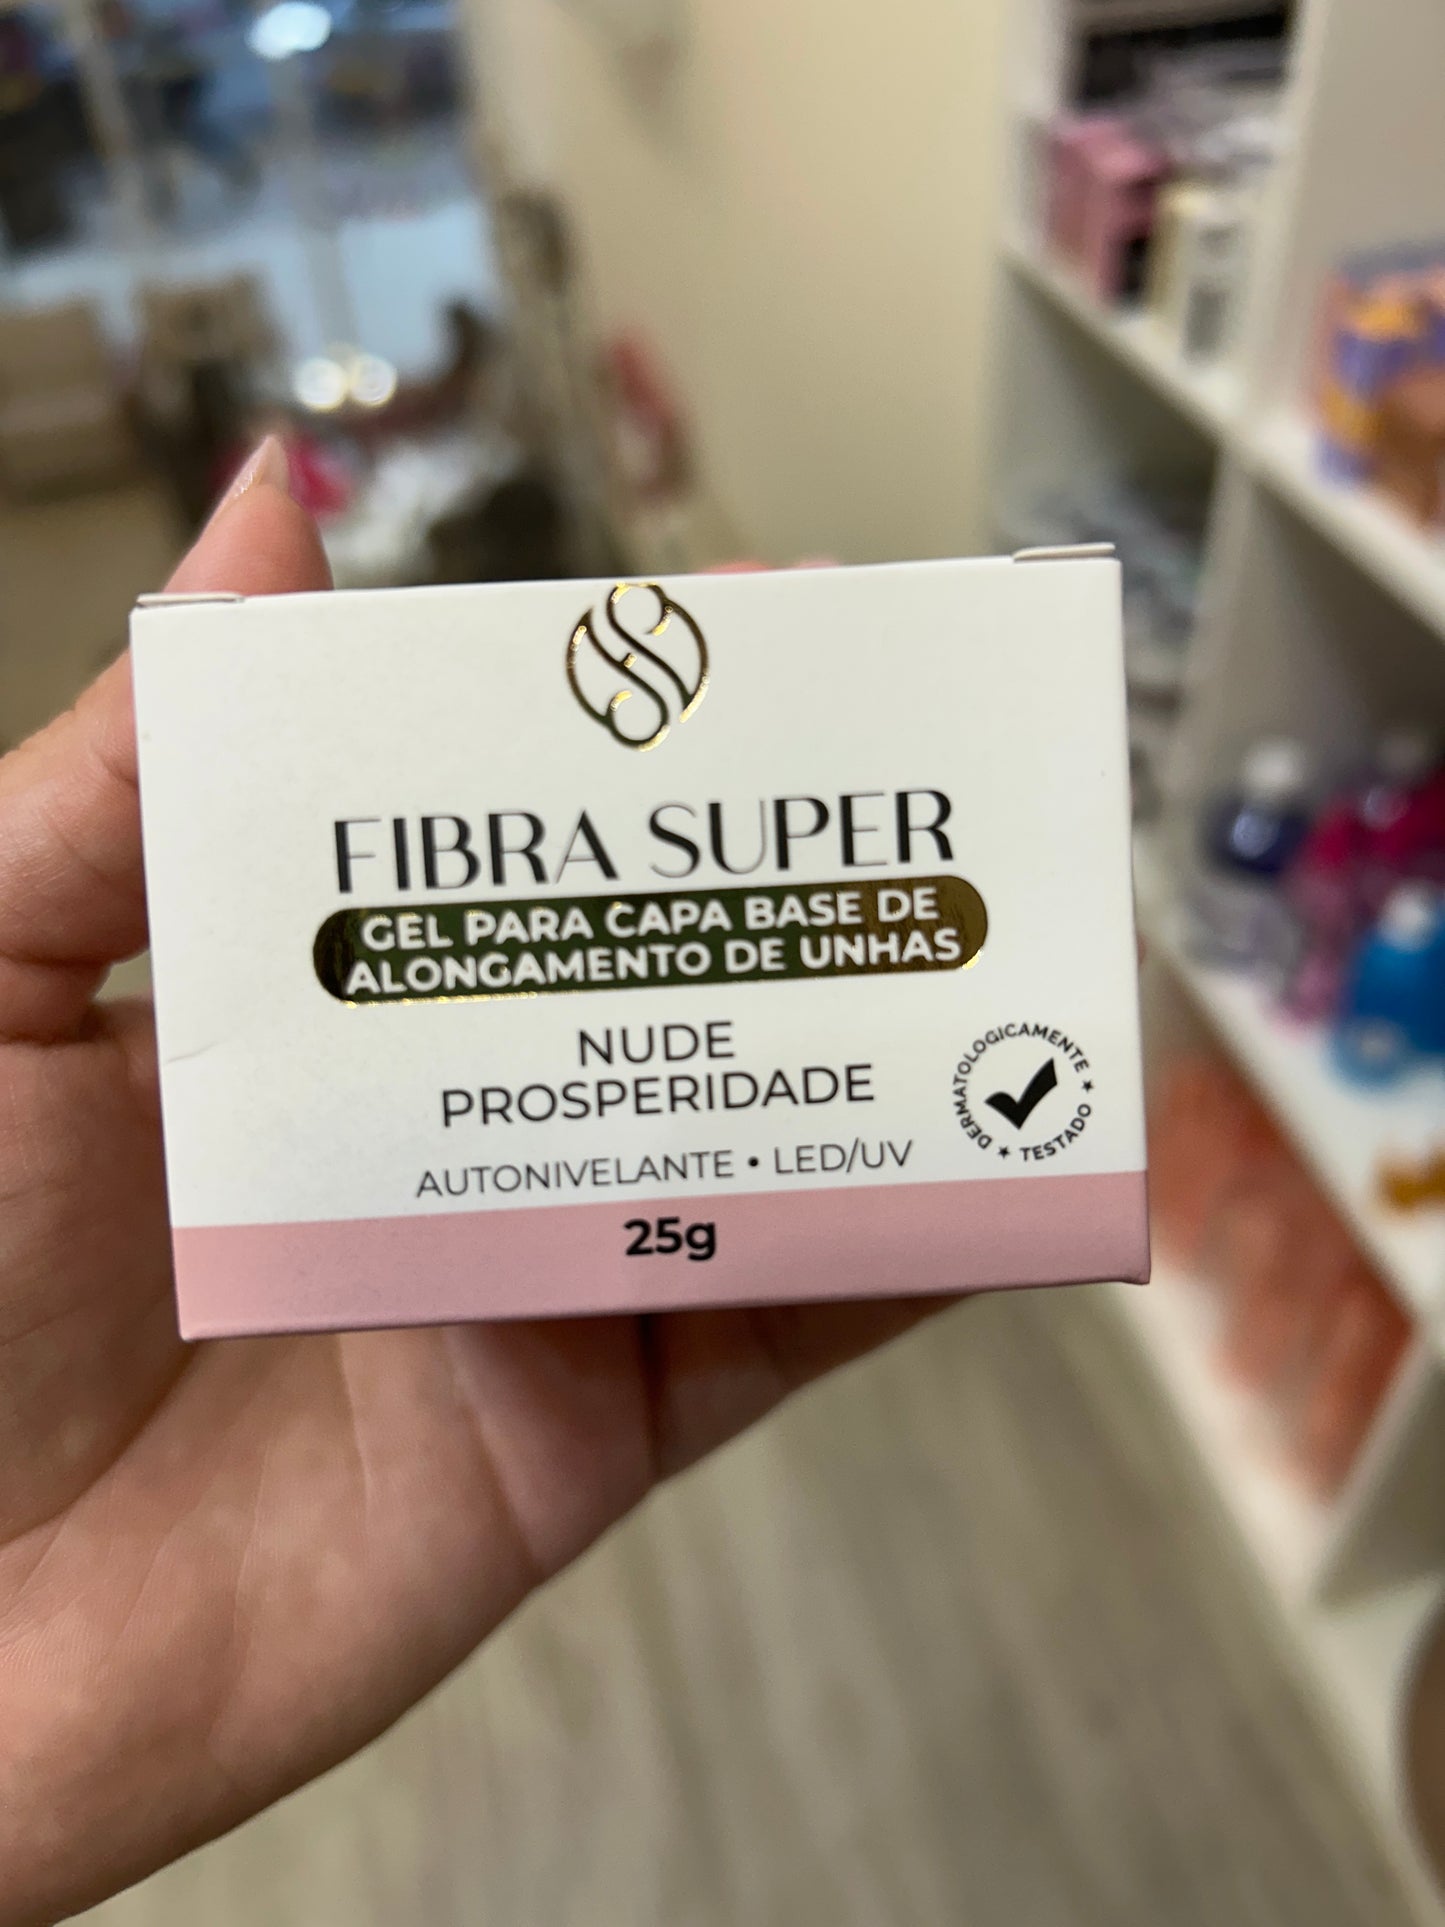 FIBRA SUPER
GEL PARA CAPA BASE DE
ALONGAMENTO DE UNHAS
NUDE
PROSPERIDADE
AUTONIVELANTE • LED/UV
DERMATOLOGICAMENTE ★ TESTADO ★
25g